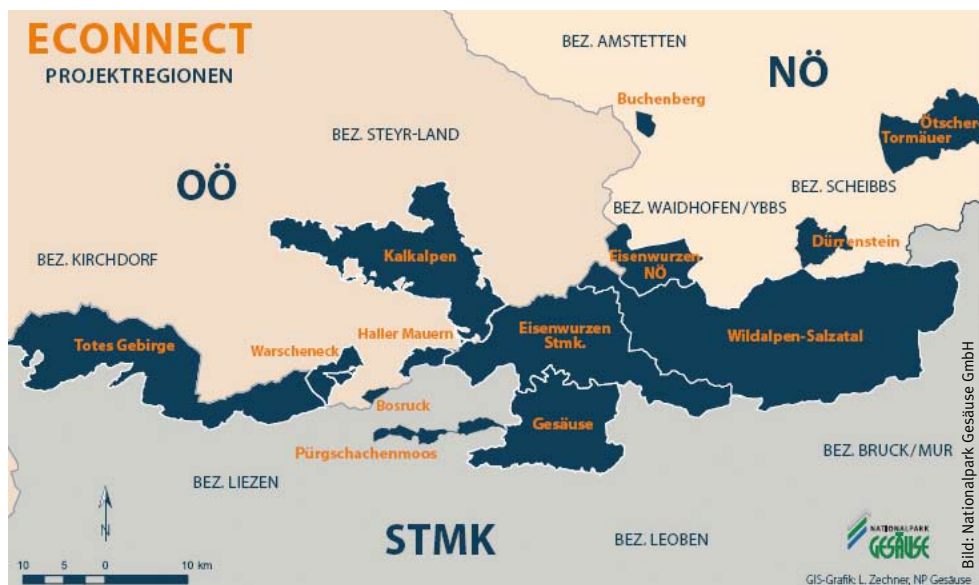 ECONNECT
PROJEKTREGIONEN
BEZ. AMSTETTEN
NÖ
Buchenberg
Ötscher-
Tormäuer
BEZ. STEYR-LAND
OÖ
BEZ. SCHEIBBS
BEZ. WAIDHOFEN/YBBS
Dürrenstein
Kalkalpen
Eisenwurzen
NÖ
BEZ. KIRCHDORF
Totes Gebirge
Warscheneck
Haller Mauern
Eisenwurzen
Stmk.
Wildalpen-Salzatal
Bosruck
Gesäuse
Pürgschachenmoos
BEZ. BRUCK/MUR
BEZ. LIEZEN
STMK
BEZ. LEOBEN
N
10 5 0 10 km
NATIONALPARK
GESÄUSE
GIS-Grafik: L. Zechner, NP Gesäuse
Bild: Nationalpark Gesäuse GmbH